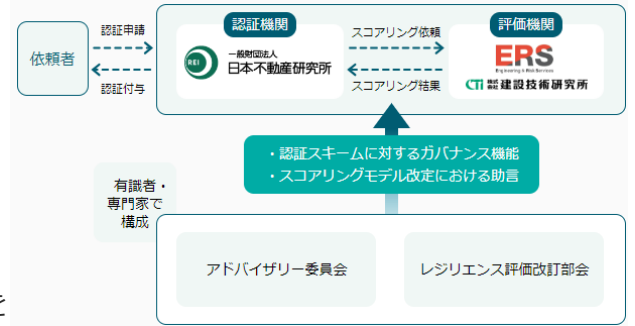 認証機関
評価機関
依頼者
認証申請
認証付与
REI
一般財団法人
日本不動産研究所
スコアリング依頼
スコアリング結果
ERS
Engineering & Risk Services
CTI 株式会社 建設技術研究所
・認証スキームに対するガバナンス機能
・スコアリングモデル改定における助言
有識者・
専門家で
構成
アドバイザリー委員会
レジリエンス評価改訂部会
を